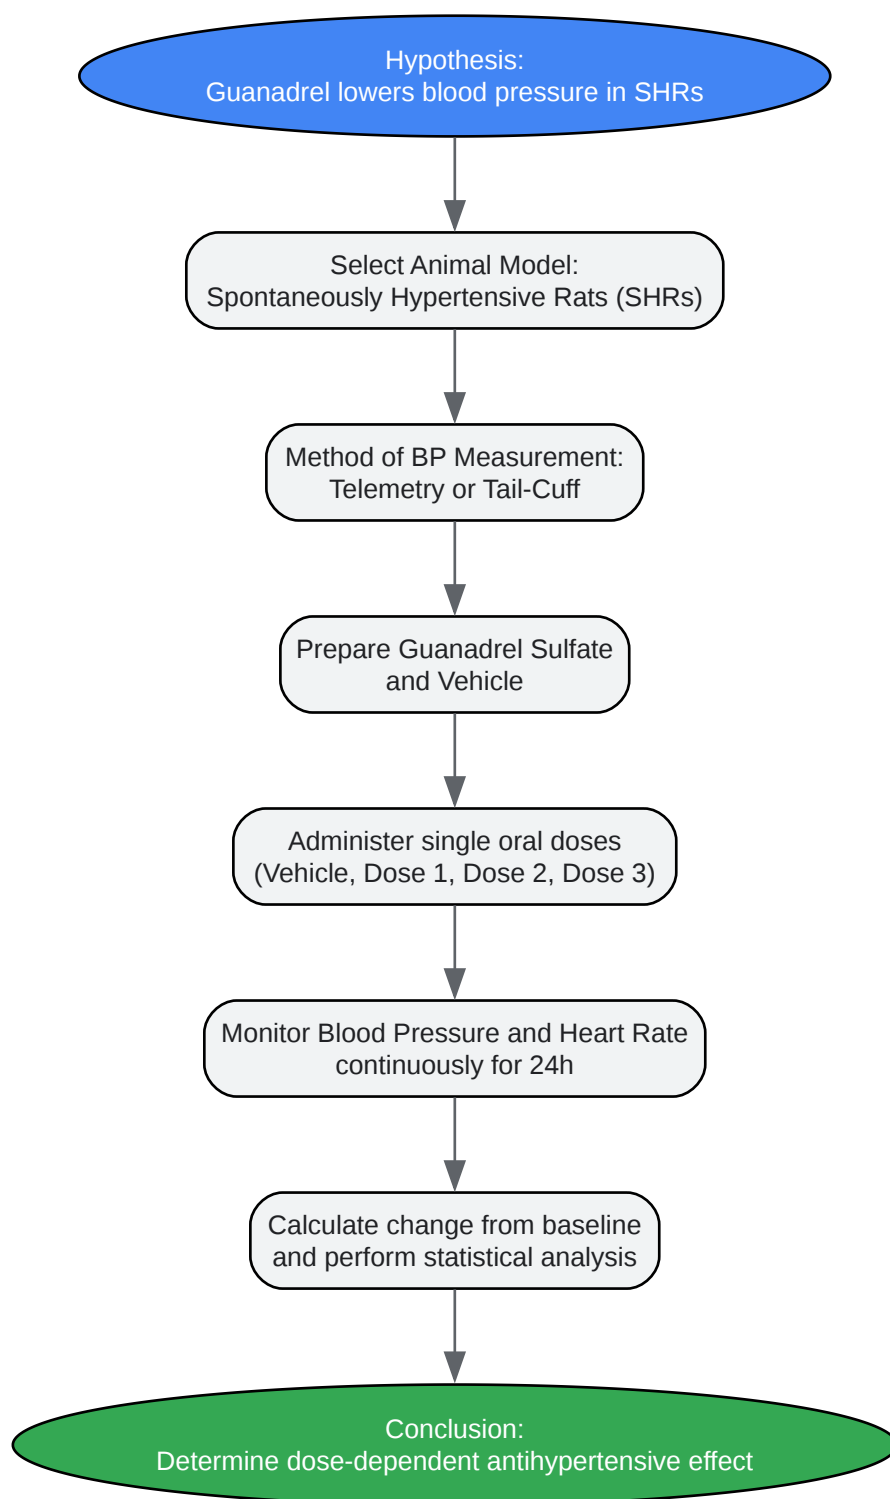 Hypothesis:
Guanadrel lowers blood pressure in SHRs
Select Animal Model:
Spontaneously Hypertensive Rats (SHRs)
Method of BP Measurement:
Telemetry or Tail-Cuff
Prepare Guanadrel Sulfate
and Vehicle
Administer single oral doses
(Vehicle, Dose 1, Dose 2, Dose 3)
Monitor Blood Pressure and Heart Rate
continuously for 24h
Calculate change from baseline
and perform statistical analysis
Conclusion:
Determine dose-dependent antihypertensive effect